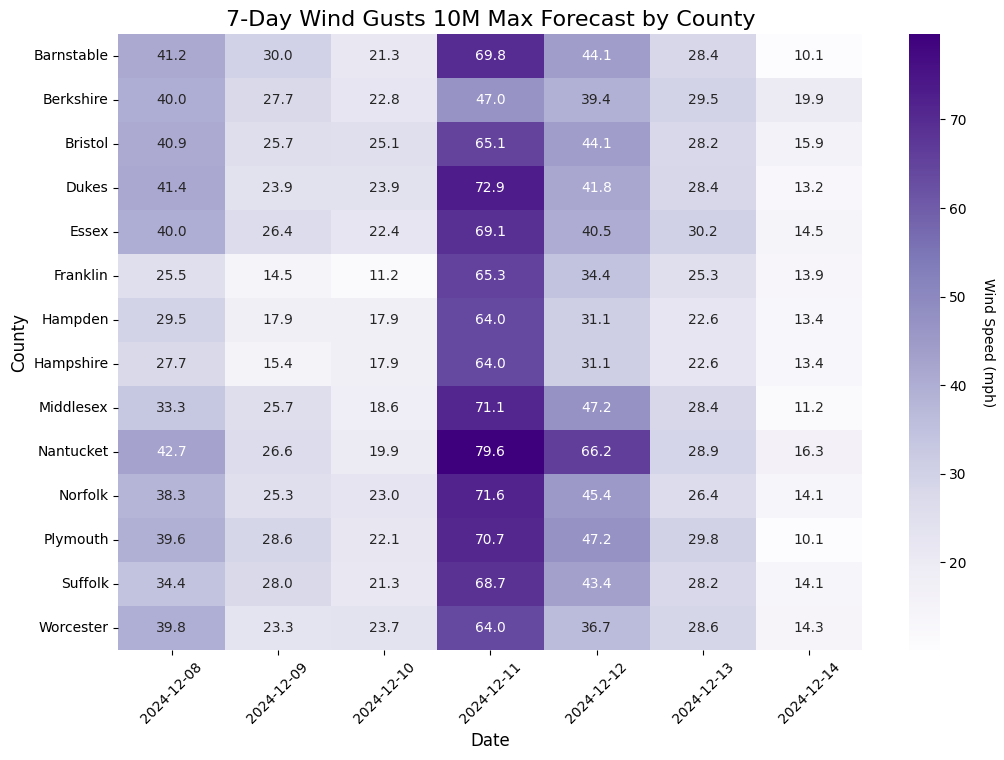 7-Day Wind Gusts 10M Max Forecast by County
County
Barnstable 41.2 30.0 21.3 69.8 44.1 28.4 10.1
Berkshire 40.0 27.7 22.8 47.0 39.4 29.5 19.9
Bristol 40.9 25.7 25.1 65.1 44.1 28.2 15.9
Dukes 41.4 23.9 23.9 72.9 41.8 28.4 13.2
Essex 40.0 26.4 22.4 69.1 40.5 30.2 14.5
Franklin 25.5 14.5 11.2 65.3 34.4 25.3 13.9
Hampden 29.5 17.9 17.9 64.0 31.1 22.6 13.4
Hampshire 27.7 15.4 17.9 64.0 31.1 22.6 13.4
Middlesex 33.3 25.7 18.6 71.1 47.2 28.4 11.2
Nantucket 42.7 26.6 19.9 79.6 66.2 28.9 16.3
Norfolk 38.3 25.3 23.0 71.6 45.4 26.4 14.1
Plymouth 39.6 28.6 22.1 70.7 47.2 29.8 10.1
Suffolk 34.4 28.0 21.3 68.7 43.4 28.2 14.1
Worcester 39.8 23.3 23.7 64.0 36.7 28.6 14.3
2024-12-08 2024-12-09 2024-12-10 2024-12-11 2024-12-12 2024-12-13 2024-12-14
Date
70
60
50
40
30
20
Wind Speed (mph)